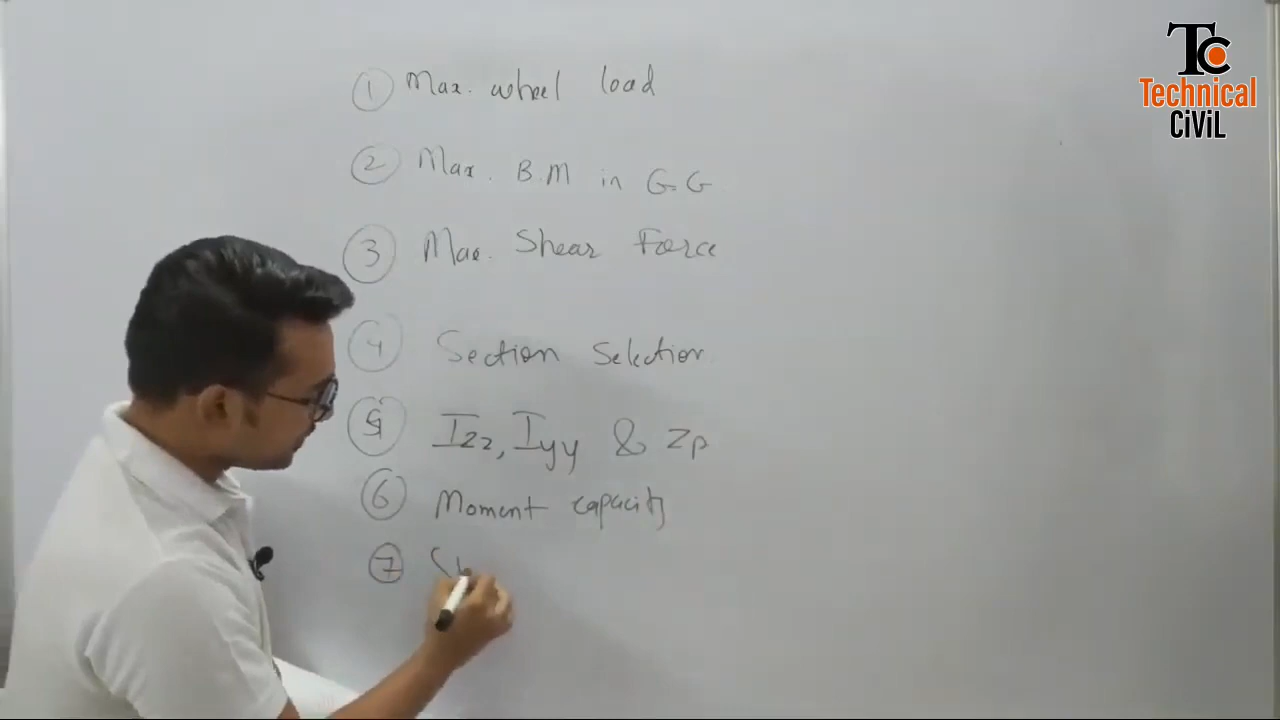 TC
Technical
CiViL
1 Max. wheel load
2 Max. B.M in G.G
3 Max. Shear Force
4 Section Selection
5 Izz, Iyy & Zp
6 Moment capacity
7